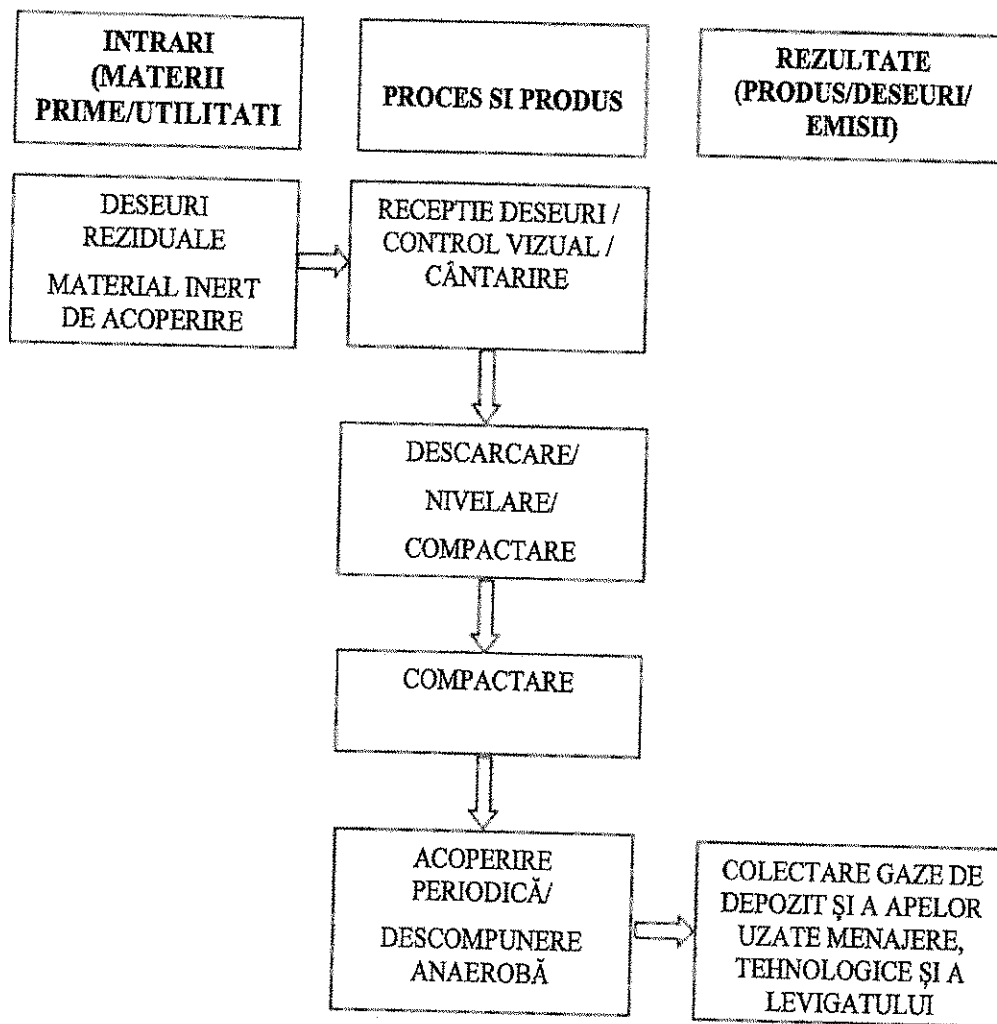 INTRARI
(MATERII
PRIME/UTILITATI
PROCES SI PRODUS
REZULTATE
(PRODUS/DESEURI/
EMISII)
DESEURI
REZIDUALE
MATERIAL INERT
DE ACOPERIRE
RECEPTIE DESEURI /
CONTROL VIZUAL /
CÂNTARIRE
DESCARCARE/
NIVELARE/
COMPACTARE
COMPACTARE
ACOPERIRE
PERIODICĂ/
DESCOMPUNERE
ANAEROBĂ
COLECTARE GAZE DE
DEPOZIT ŞI A APELOR
UZATE MENAJERE,
TEHNOLOGICE ŞI A
LEVIGATULUI